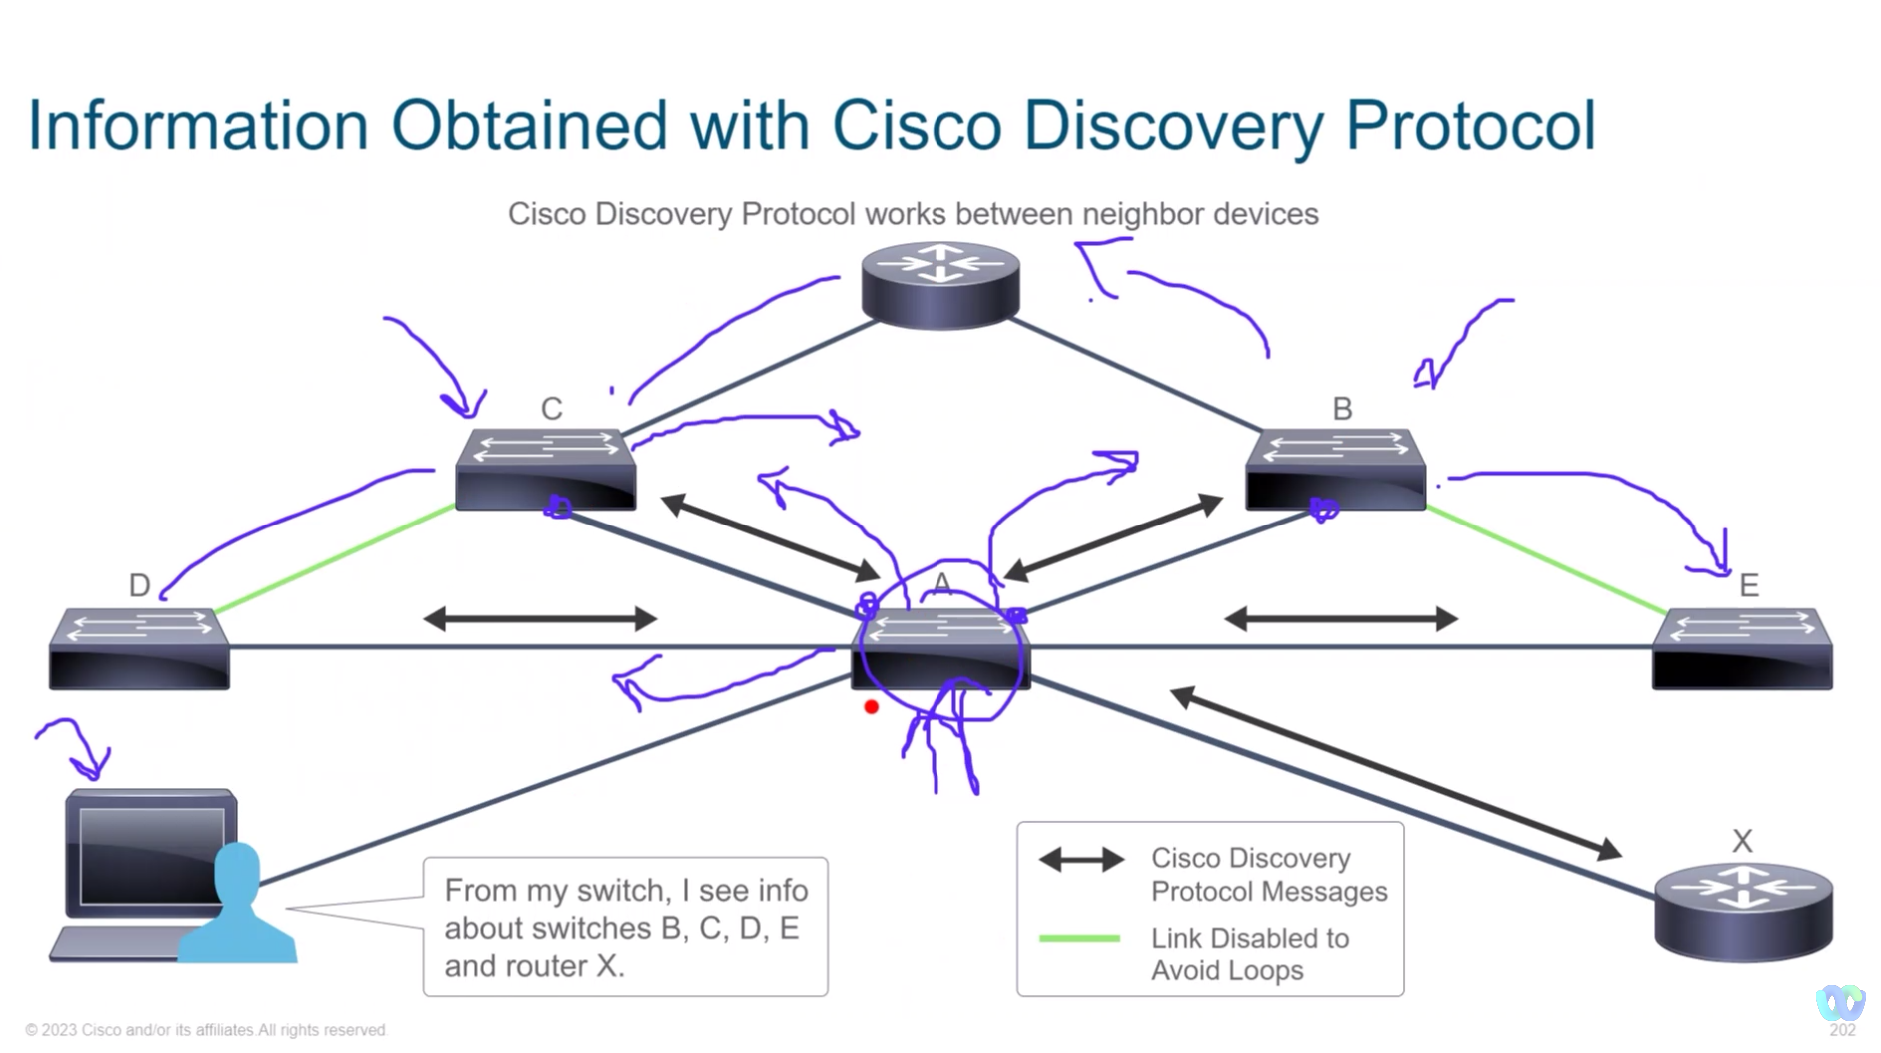 Information Obtained with Cisco Discovery Protocol
Cisco Discovery Protocol works between neighbor devices
C
B
D
A
E
X
From my switch, I see info
about switches B, C, D, E
and router X.
Cisco Discovery
Protocol Messages
Link Disabled to
Avoid Loops
© 2023 Cisco and/or its affiliates.All rights reserved.
202